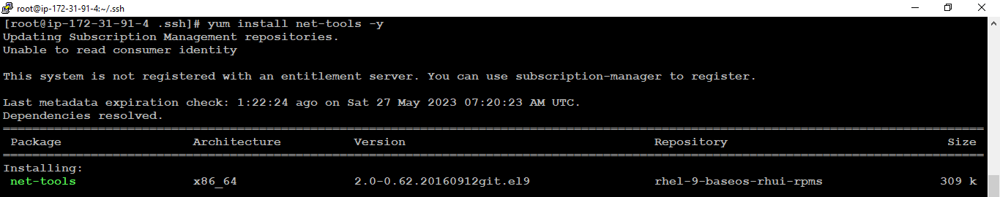 root@ip-172-31-91-4:~/.ssh
[root@ip-172-31-91-4 .ssh]# yum install net-tools -y
Updating Subscription Management repositories.
Unable to read consumer identity
This system is not registered with an entitlement server. You can use subscription-manager to register.
Last metadata expiration check: 1:22:24 ago on Sat 27 May 2023 07:20:23 AM UTC.
Dependencies resolved.
Package Architecture Version Repository Size
Installing:
net-tools x86_64 2.0-0.62.20160912git.el9 rhel-9-baseos-rhui-rpms 309 k